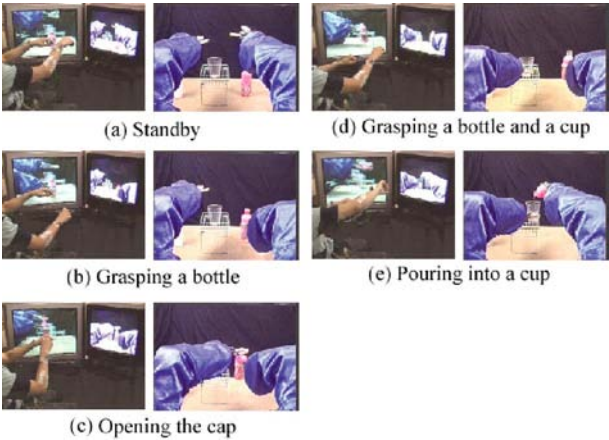 (a) Standby
(b) Grasping a bottle
(c) Opening the cap
(d) Grasping a bottle and a cup
(e) Pouring into a cup